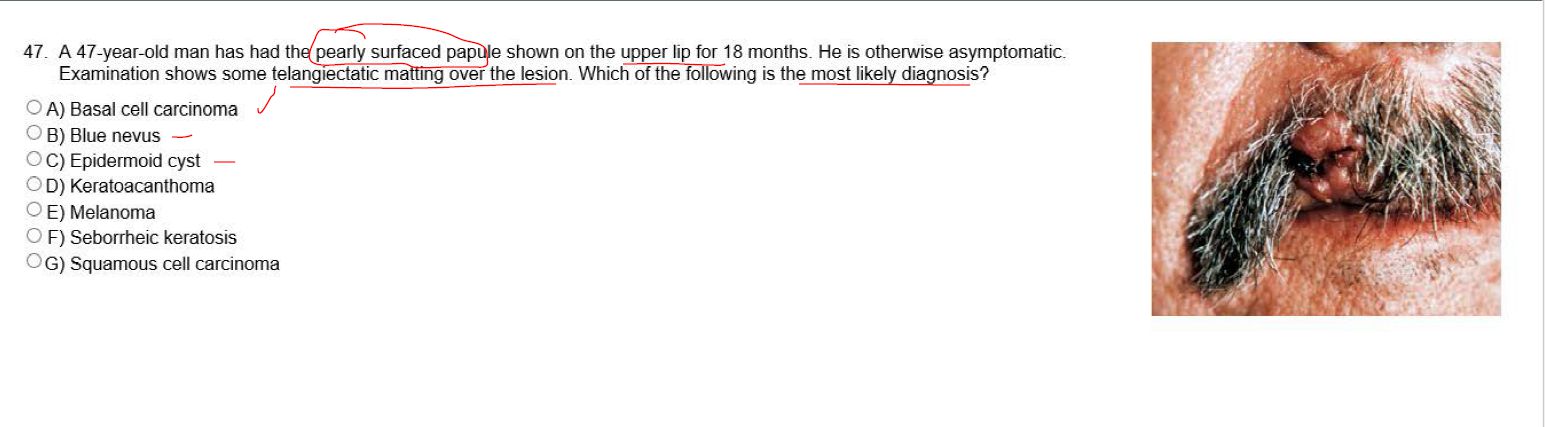 47. A 47-year-old man has had the pearly surfaced papule shown on the upper lip for 18 months. He is otherwise asymptomatic.
Examination shows some telangiectatic matting over the lesion. Which of the following is the most likely diagnosis?
A) Basal cell carcinoma
B) Blue nevus
C) Epidermoid cyst
D) Keratoacanthoma
E) Melanoma
F) Seborrheic keratosis
G) Squamous cell carcinoma